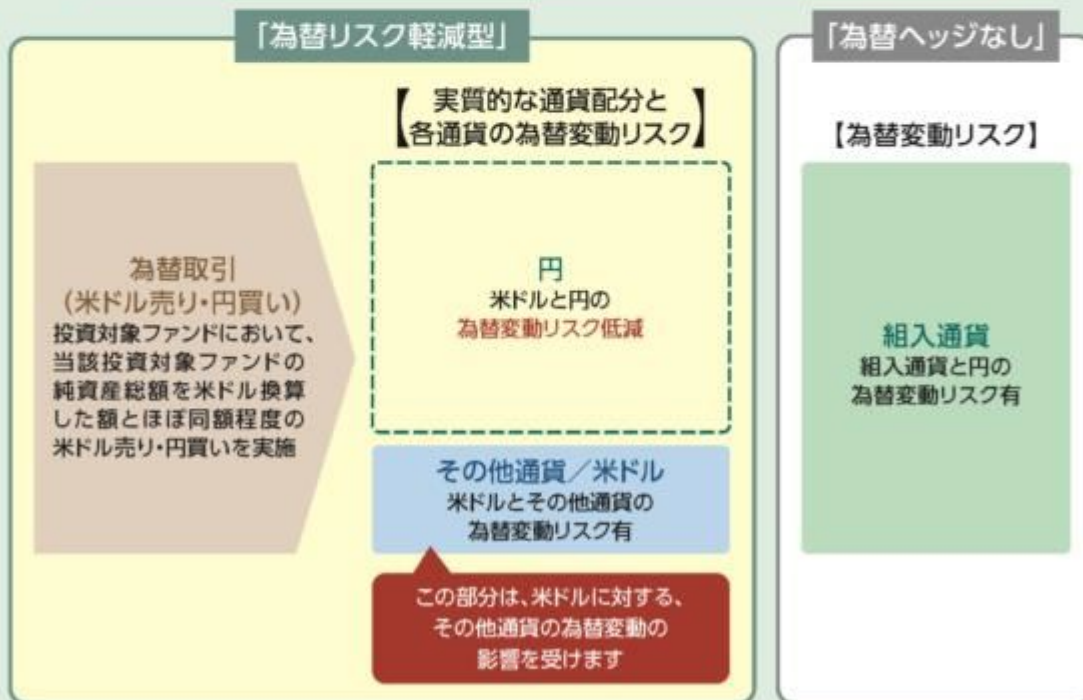 「為替リスク軽減型」
【実質的な通貨配分と
各通貨の為替変動リスク】
為替取引
(米ドル売り・円買い)
投資対象ファンドにおいて、
当該投資対象ファンドの
純資産総額を米ドル換算
した額とほぼ同額程度の
米ドル売り・円買いを実施
円
米ドルと円の
為替変動リスク低減
その他通貨／米ドル
米ドルとその他通貨の
為替変動リスク有
この部分は、米ドルに対する、
その他通貨の為替変動の
影響を受けます
「為替ヘッジなし」
【為替変動リスク】
組入通貨
組入通貨と円の
為替変動リスク有